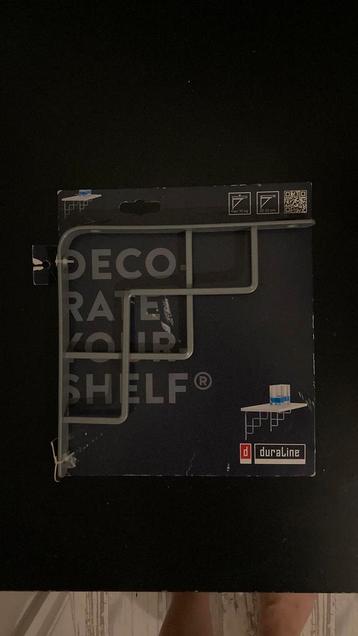 DECO-
RATE
YOUR
SHELF®
d duraLine